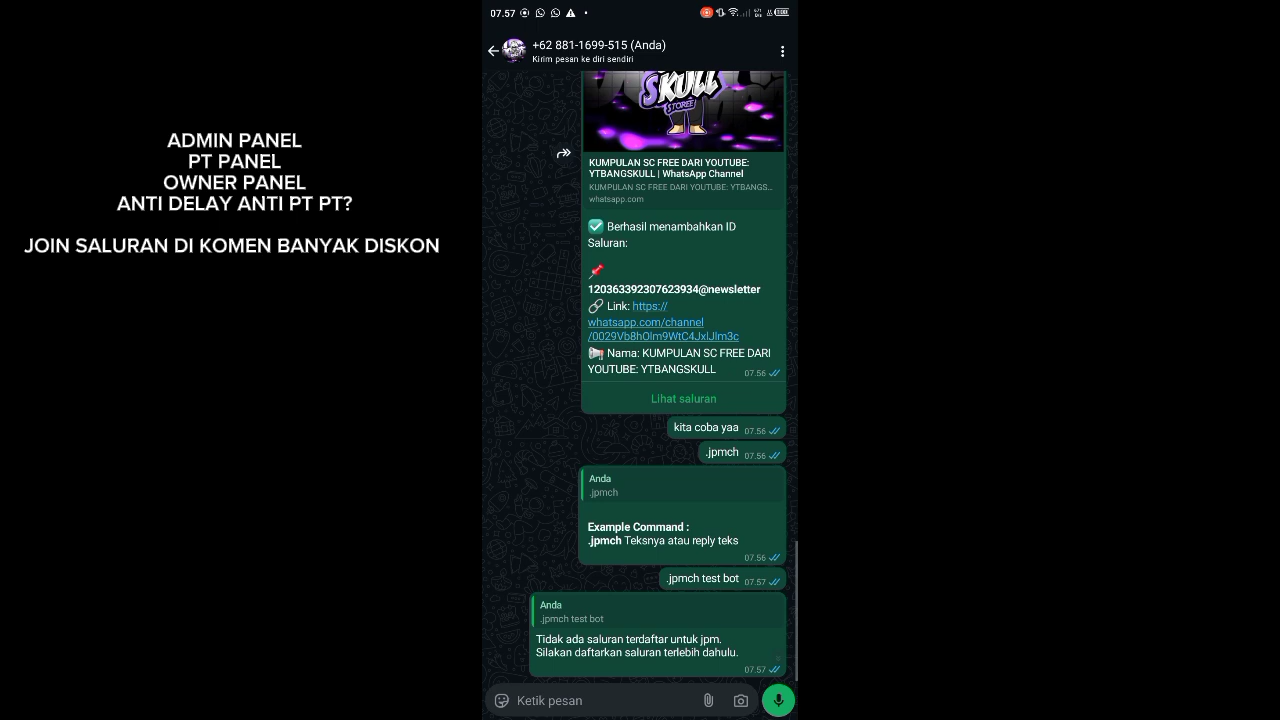 ADMIN PANEL
PT PANEL
OWNER PANEL
ANTI DELAY ANTI PT PT?
JOIN SALURAN DI KOMEN BANYAK DISKON
07.57
+62 881-1699-515 (Anda)
Kirim pesan ke diri sendiri
SKULL
STOREE
KUMPULAN SC FREE DARI YOUTUBE:
YTBANGSKULL | WhatsApp Channel
KUMPULAN SC FREE DARI YOUTUBE: YTBANGS...
whatsapp.com
Berhasil menambahkan ID
Saluran:
120363392307623934@newsletter
Link: https://
whatsapp.com/channel
/0029Vb8hOlm9WtC4JxlJlm3c
Nama: KUMPULAN SC FREE DARI
YOUTUBE: YTBANGSKULL 07.56
Lihat saluran
kita coba yaa 07.56
.jpmch 07.56
Anda
.jpmch
Example Command :
.jpmch Teksnya atau reply teks
07.56
.jpmch test bot 07.57
Anda
.jpmch test bot
Tidak ada saluran terdaftar untuk jpm.
Silakan daftarkan saluran terlebih dahulu.
07.57
Ketik pesan